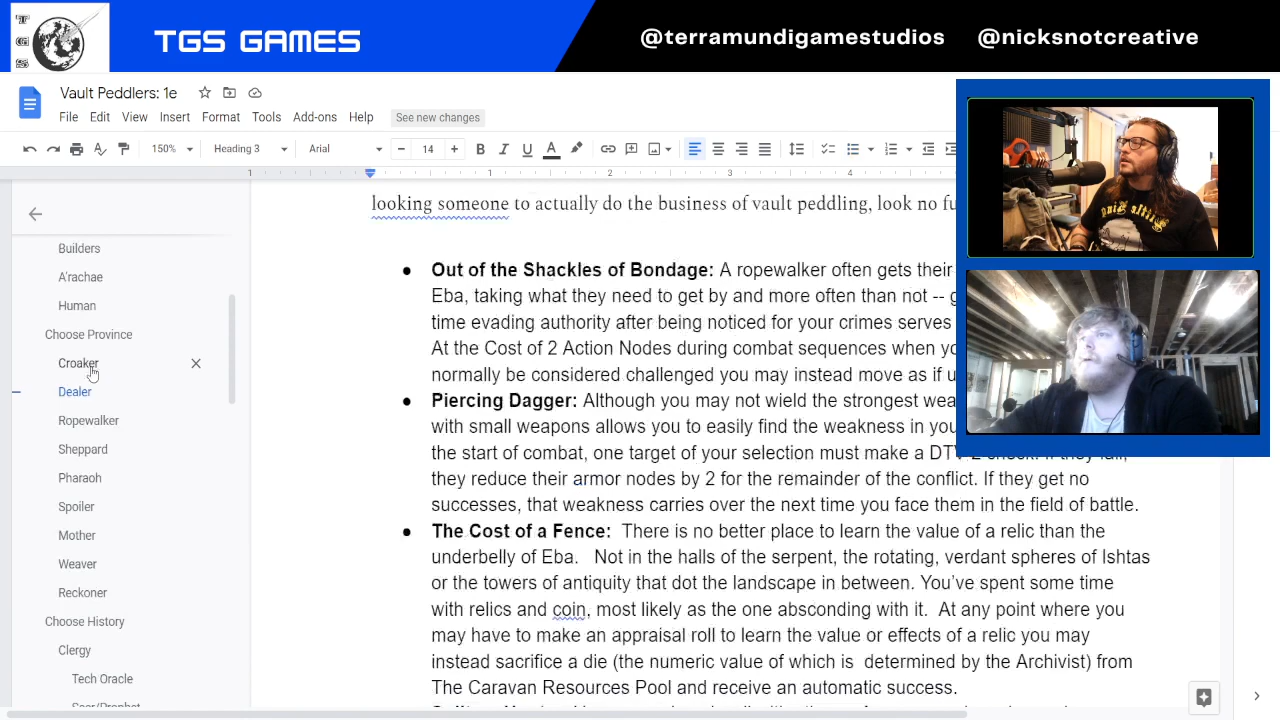 T
G
S
TGS GAMES
@terramundigamestudios @nicksnotcreative
Vault Peddlers: 1e
File Edit View Insert Format Tools Add-ons Help See new changes
150% Heading 3 Arial 14 B I U A
1 1 2 3 4
Builders
A'rachae
Human
Choose Province
Croaker
Dealer
Ropewalker
Sheppard
Pharaoh
Spoiler
Mother
Weaver
Reckoner
Choose History
Clergy
Tech Oracle
Seer/Prophet
looking someone to actually do the business of vault peddling, look no fu
● Out of the Shackles of Bondage: A ropewalker often gets their
Eba, taking what they need to get by and more often than not -- g
time evading authority after being noticed for your crimes serves
At the Cost of 2 Action Nodes during combat sequences when yo
normally be considered challenged you may instead move as if u
● Piercing Dagger: Although you may not wield the strongest wea
with small weapons allows you to easily find the weakness in you
the start of combat, one target of your selection must make a DTV 2 check. If they fail,
they reduce their armor nodes by 2 for the remainder of the conflict. If they get no
successes, that weakness carries over the next time you face them in the field of battle.
● The Cost of a Fence: There is no better place to learn the value of a relic than the
underbelly of Eba. Not in the halls of the serpent, the rotating, verdant spheres of Ishtas
or the towers of antiquity that dot the landscape in between. You've spent some time
with relics and coin, most likely as the one absconding with it. At any point where you
may have to make an appraisal roll to learn the value or effects of a relic you may
instead sacrifice a die (the numeric value of which is determined by the Archivist) from
The Caravan Resources Pool and receive an automatic success.